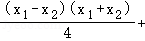 (x₁-x₂)(x₁+x₂)
4 +